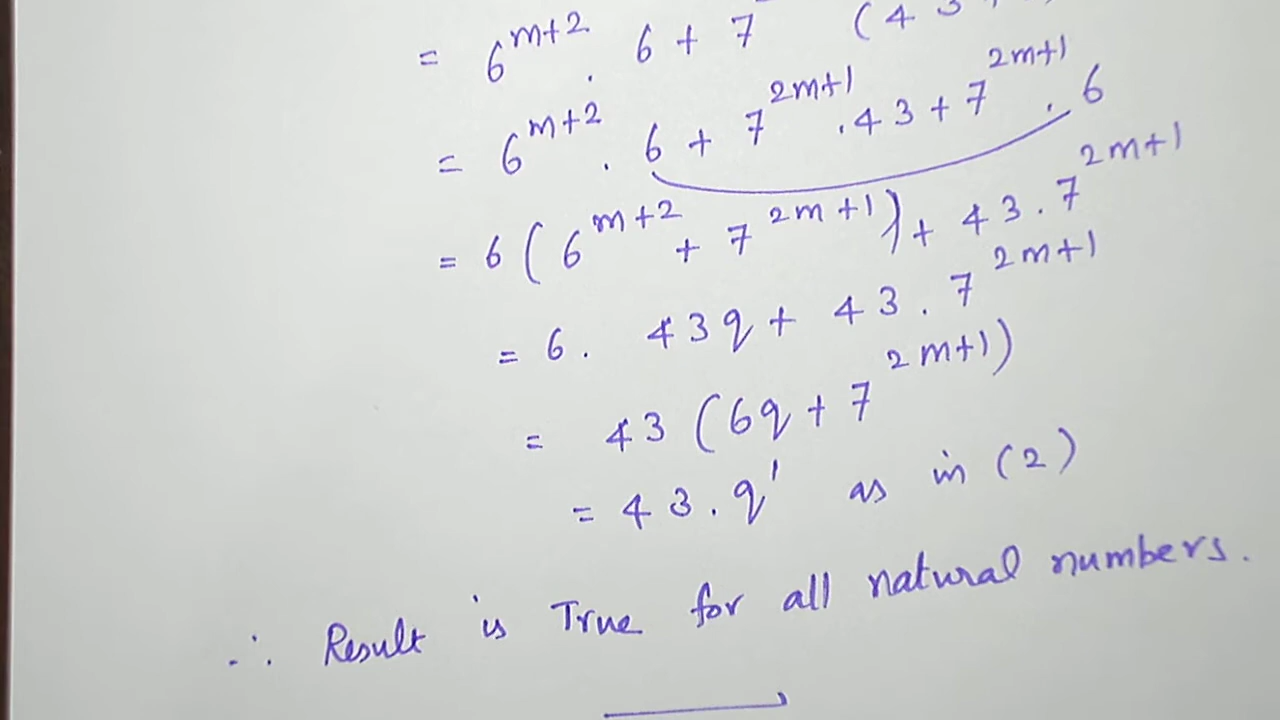 = 6^{m+2} . 6 + 7 (43
= 6^{m+2} . 6 + 7^{2m+1} .43 + 7^{2m+1} . 6
= 6 (6^{m+2} + 7^{2m+1}) + 43 . 7^{2m+1}
= 6 . 43q + 43 . 7^{2m+1}
= 43 (6q + 7^{2m+1})
= 43 . q' as in (2)
∴ Result is True for all natural numbers.